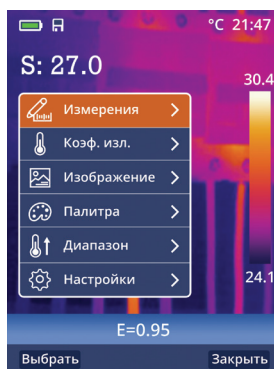 °C 21:47
S: 27.0
30.4
Измерения
Коэф. изл.
Изображение
Палитра
Диапазон
Настройки
24.1
E=0.95
Выбрать Закрыть